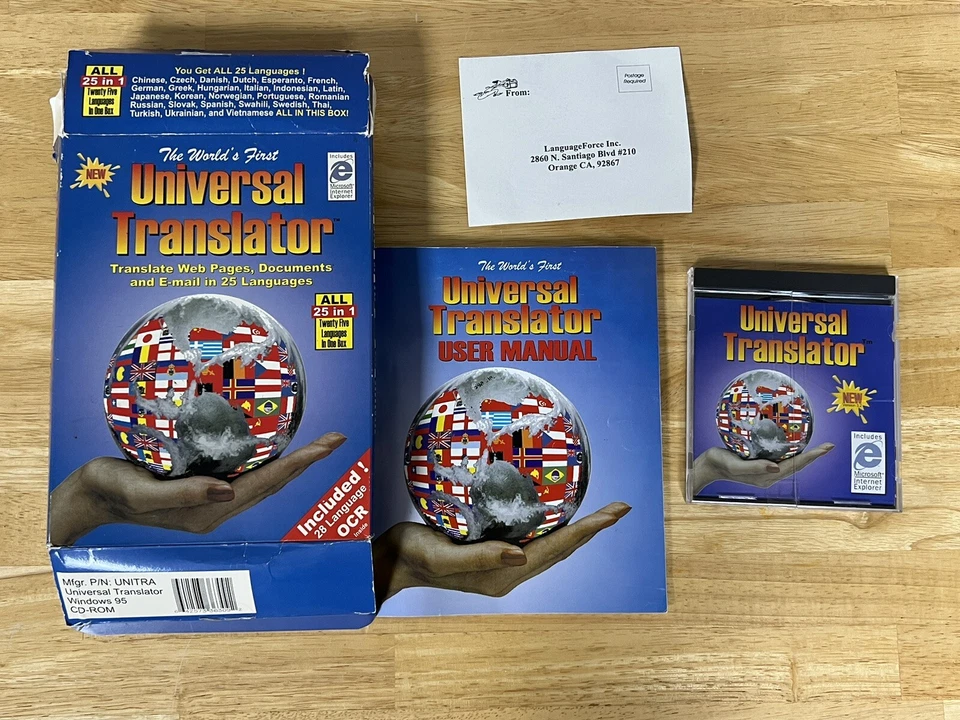 ALL
25 in 1
Twenty Five
Languages
In One Box
You Get ALL 25 Languages !
Chinese, Czech, Danish, Dutch, Esperanto, French,
German, Greek, Hungarian, Italian, Indonesian, Latin,
Japanese, Korean, Norwegian, Portuguese, Romanian
Russian, Slovak, Spanish, Swahili, Swedish, Thai,
Turkish, Ukrainian, and Vietnamese ALL IN THIS BOX!
The World's First
NEW
Universal
Translator™
Includes
Microsoft
Internet
Explorer
Translate Web Pages, Documents
and E-mail in 25 Languages
ALL
25 in 1
Twenty Five
Languages
In One Box
Included !
28 Language
OCR
Inside
Mfgr. P/N: UNITRA
Universal Translator
Windows 95
CD-ROM
From:
Postage
Required
LanguageForce Inc.
2860 N. Santiago Blvd #210
Orange CA, 92867
The World's First
Universal
Translator
USER MANUAL
Universal
Translator™
NEW
Includes
Microsoft
Internet
Explorer